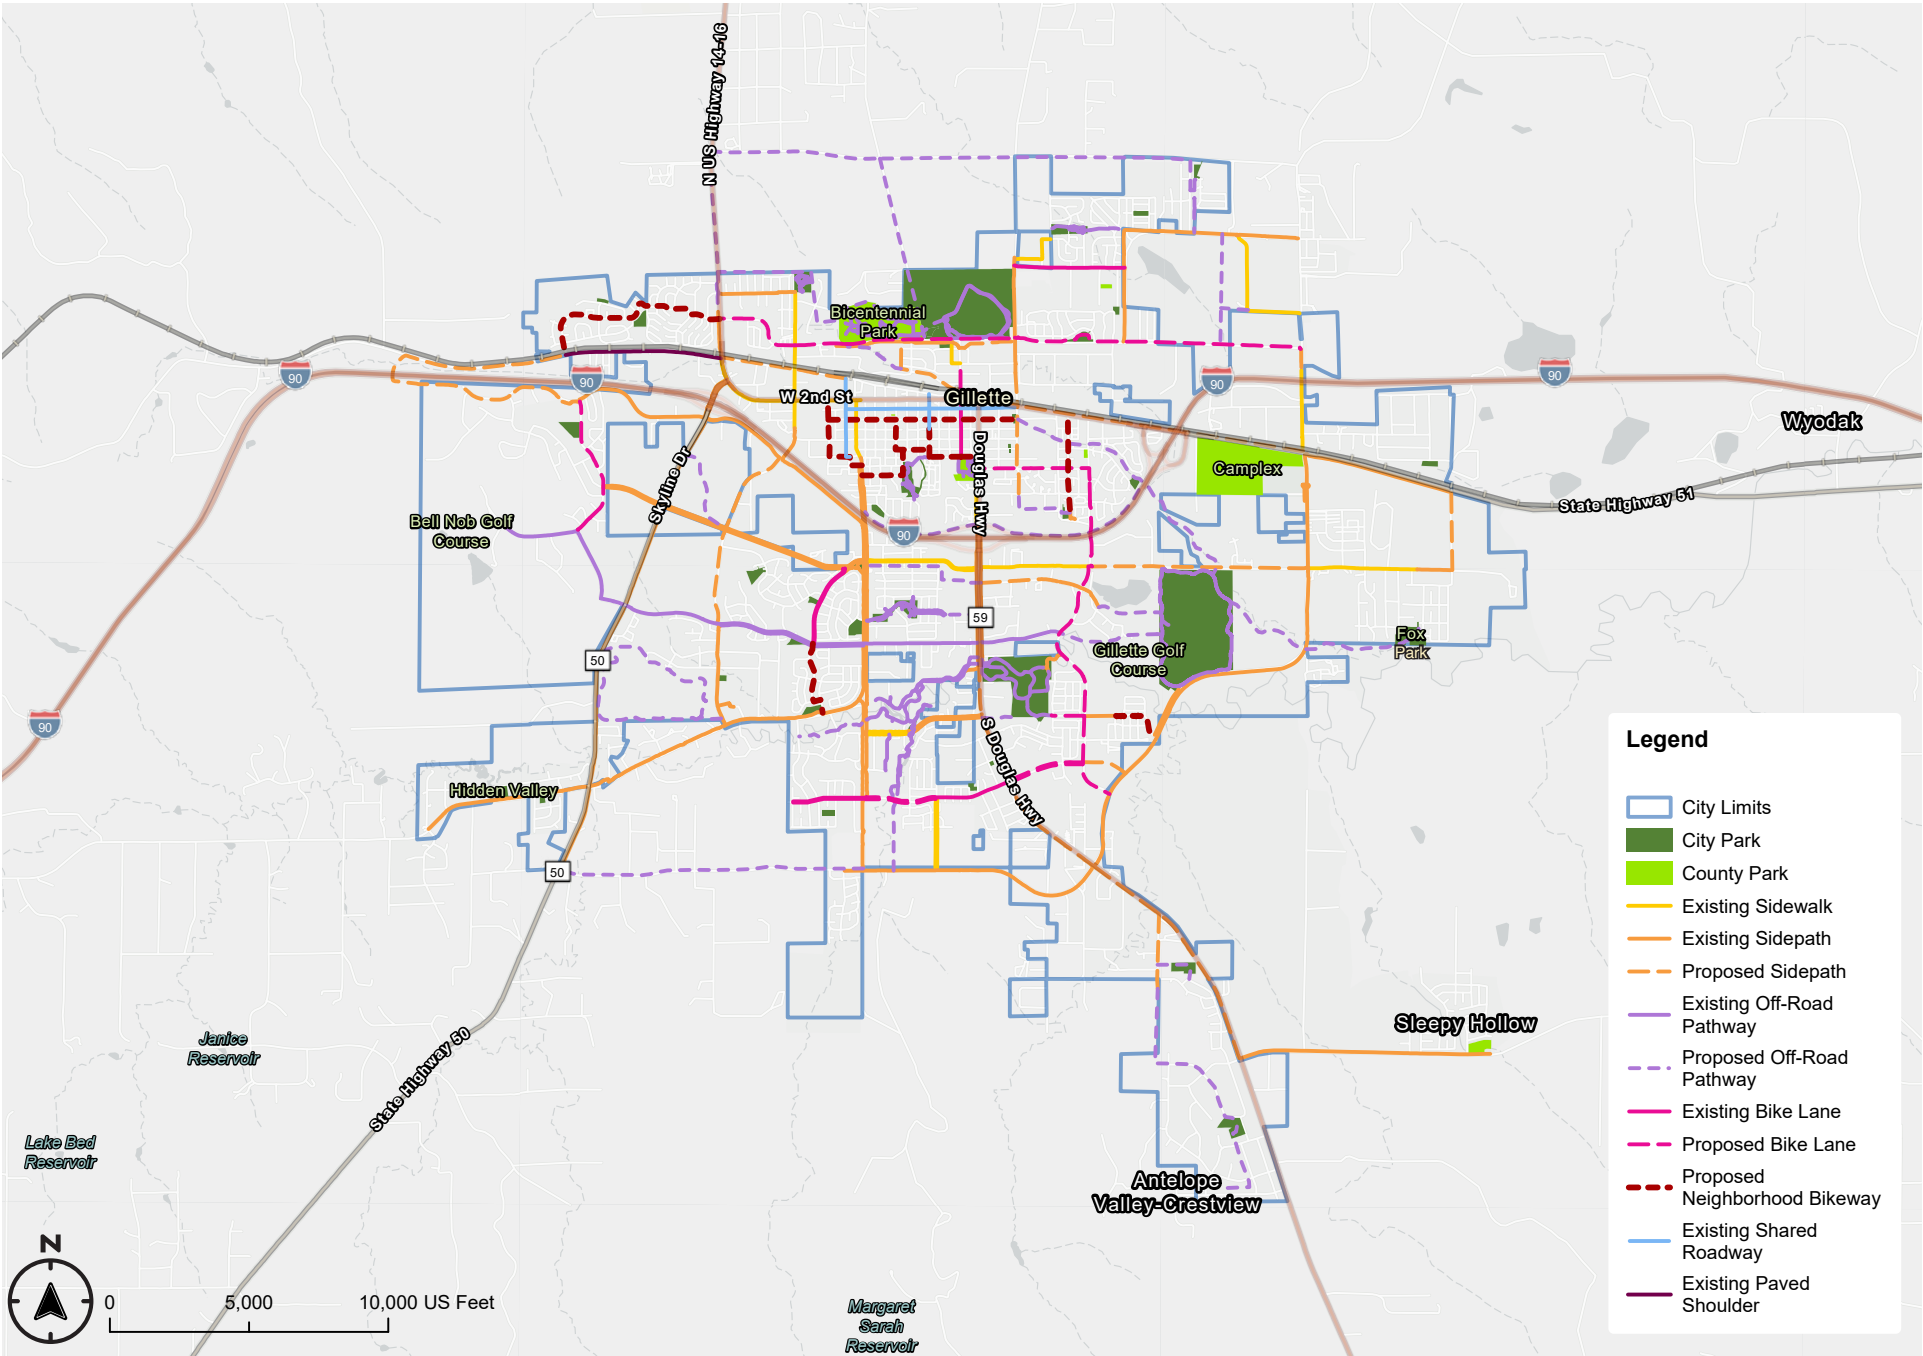 N US Highway 14-16
Bicentennial
Park
90
90
90
90
W 2nd St
Gillette
Wyodak
Skyline Dr
Douglas Hwy
Camplex
State Highway 51
Bell Nob Golf
Course
90
59
Fox
Park
Gillette Golf
Course
50
90
S Douglas Hwy
Hidden Valley
50
Sleepy Hollow
Janice
Reservoir
State Highway 50
Lake Bed
Reservoir
Antelope
Valley-Crestview
Margaret
Sarah
Reservoir
N
0
5,000
10,000 US Feet
Legend
City Limits
City Park
County Park
Existing Sidewalk
Existing Sidepath
Proposed Sidepath
Existing Off-Road
Pathway
Proposed Off-Road
Pathway
Existing Bike Lane
Proposed Bike Lane
Proposed
Neighborhood Bikeway
Existing Shared
Roadway
Existing Paved
Shoulder